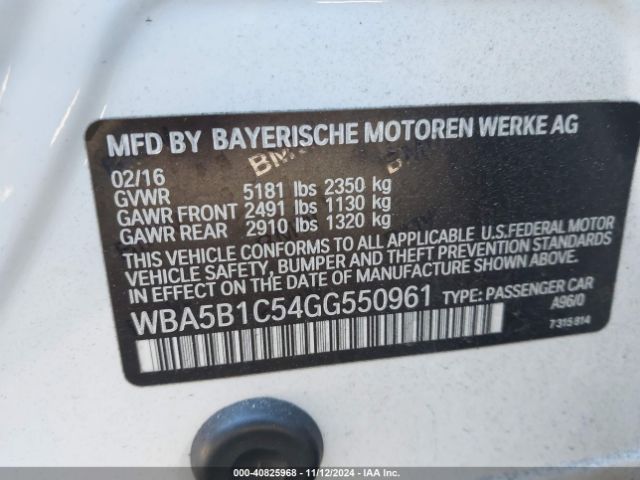 MFD BY BAYERISCHE MOTOREN WERKE AG
02/16
GVWR 5181 lbs 2350 kg
GAWR FRONT 2491 lbs 1130 kg
GAWR REAR 2910 lbs 1320 kg
THIS VEHICLE CONFORMS TO ALL APPLICABLE U.S. FEDERAL MOTOR
VEHICLE SAFETY, BUMPER AND THEFT PREVENTION STANDARDS
IN EFFECT ON THE DATE OF MANUFACTURE SHOWN ABOVE.
WBA5B1C54GG550961 TYPE: PASSENGER CAR
A96/0
7315814
000-40825968 - 11/12/2024 - IAA Inc.